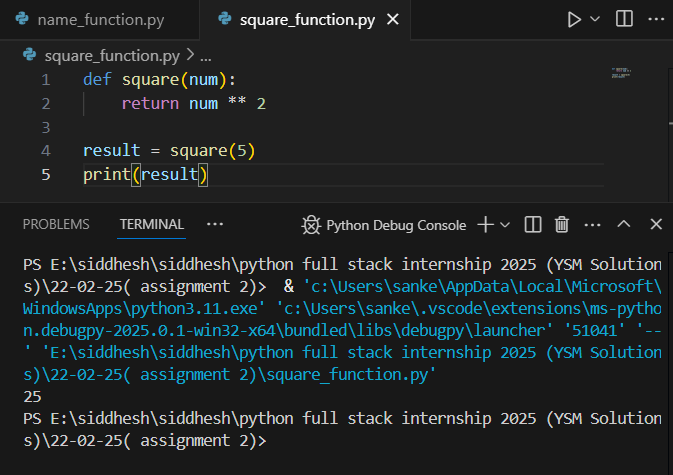 name_function.py
square_function.py
square_function.py > ...
1 def square(num):
2     return num ** 2
3
4 result = square(5)
5 print(result)
PROBLEMS TERMINAL ... Python Debug Console
PS E:\siddhesh\siddhesh\python full stack internship 2025 (YSM Solution
s)\22-02-25( assignment 2)>  & 'c:\Users\sanke\AppData\Local\Microsoft\
WindowsApps\python3.11.exe' 'c:\Users\sanke\.vscode\extensions\ms-pytho
n.debugpy-2025.0.1-win32-x64\bundled\libs\debugpy\launcher' '51041' '--
' 'E:\siddhesh\siddhesh\python full stack internship 2025 (YSM Solution
s)\22-02-25( assignment 2)\square_function.py'
25
PS E:\siddhesh\siddhesh\python full stack internship 2025 (YSM Solution
s)\22-02-25( assignment 2)>